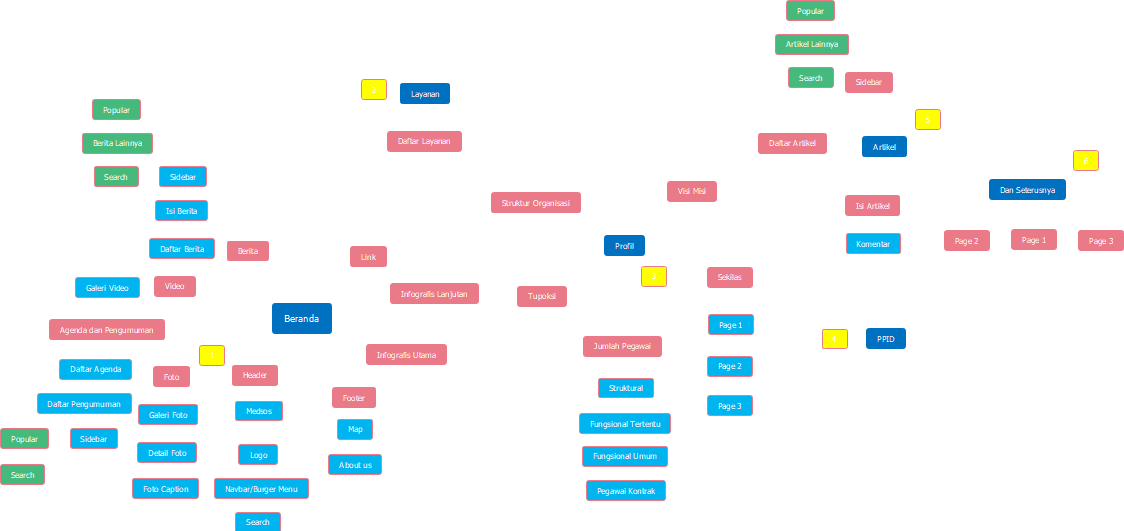 Popular
Artikel Lainnya
Search
Sidebar
2
Layanan
Popular
Daftar Layanan
5
Berita Lainnya
Daftar Artikel
Artikel
6
Search
Sidebar
Struktur Organisasi
Visi Misi
Dan Seterusnya
Isi Berita
Isi Artikel
Daftar Berita
Berita
Link
Profil
Komentar
Page 2
Page 1
Page 3
Galeri Video
Video
Infografis Lanjutan
Tupoksi
3
Sekilas
Beranda
Agenda dan Pengumuman
Page 1
1
Infografis Utama
Jumlah Pegawai
4
PPID
Daftar Agenda
Foto
Header
Page 2
Daftar Pengumuman
Galeri Foto
Medsos
Footer
Struktural
Page 3
Popular
Sidebar
Detail Foto
Logo
Map
Fungsional Tertentu
Search
Foto Caption
Navbar/Burger Menu
About us
Fungsional Umum
Search
Pegawai Kontrak